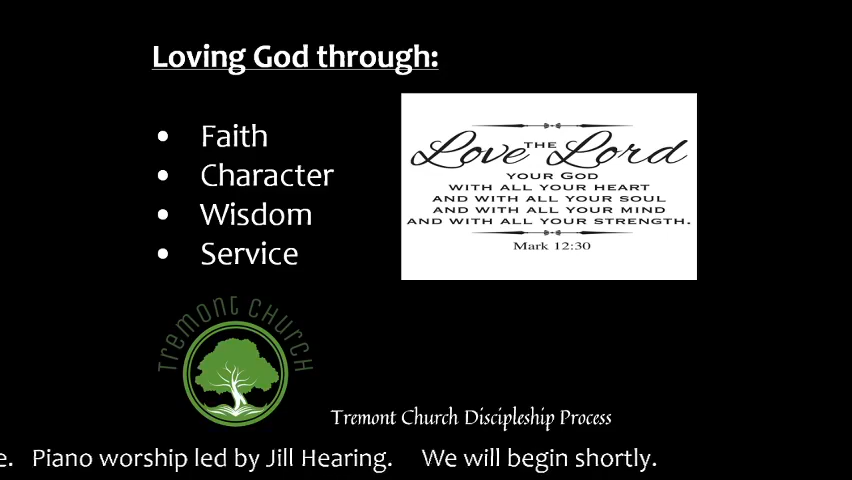 Loving God through:
• Faith
• Character
• Wisdom
• Service
Love THE Lord
YOUR GOD
WITH ALL YOUR HEART
AND WITH ALL YOUR SOUL
AND WITH ALL YOUR MIND
AND WITH ALL YOUR STRENGTH.
Mark 12:30
TREMONT CHURCH
Tremont Church Discipleship Process
e. Piano worship led by Jill Hearing. We will begin shortly.